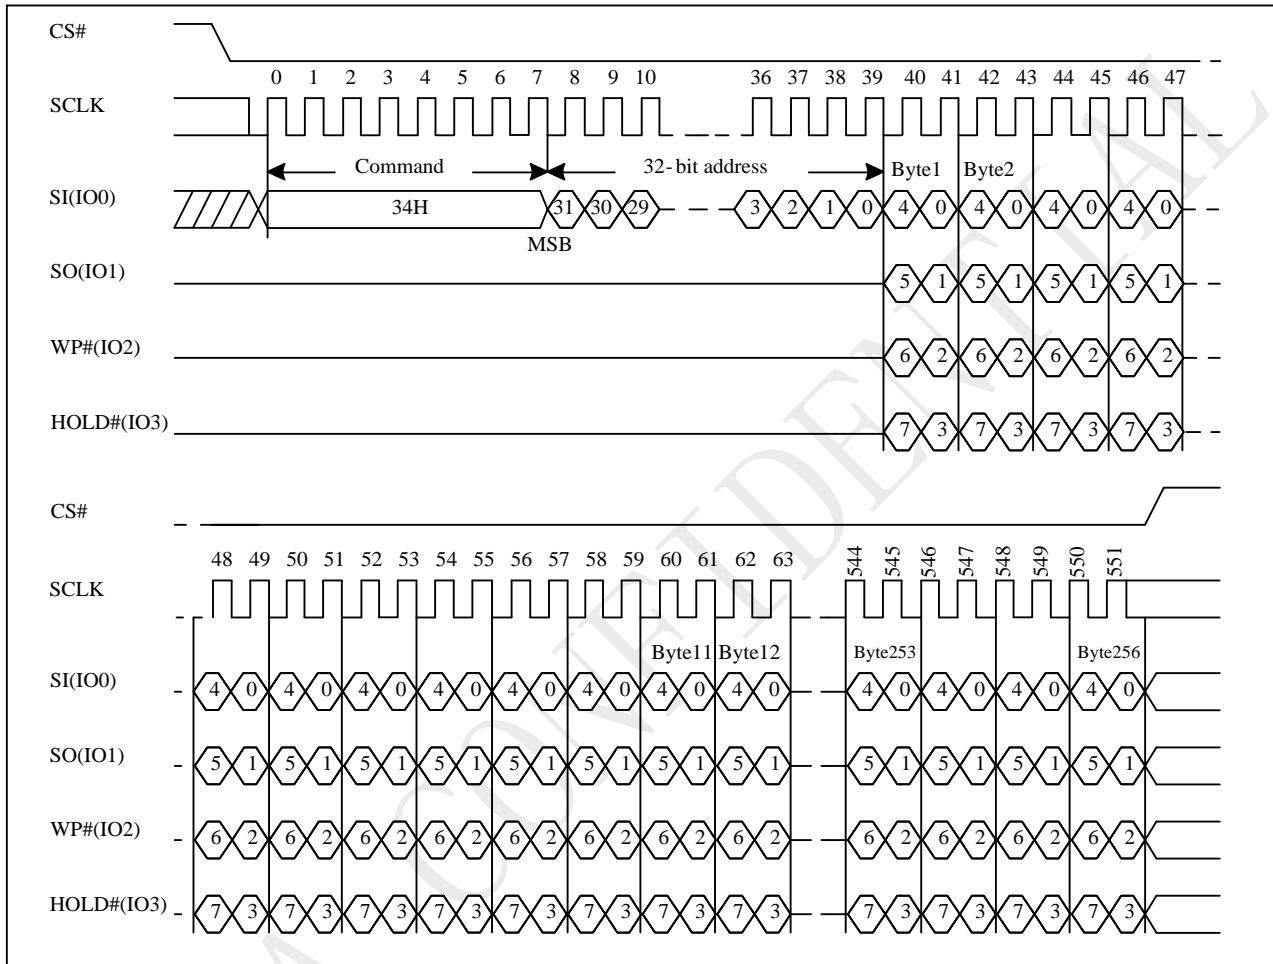 CS#
0 1 2 3 4 5 6 7 8 9 10 36 37 38 39 40 41 42 43 44 45 46 47
SCLK
Command 32-bit address Byte1 Byte2
SI(IO0) 34H 31 30 29 3 2 1 0 4 0 4 0 4 0 4 0
MSB
SO(IO1) 5 1 5 1 5 1 5 1
WP#(IO2) 6 2 6 2 6 2 6 2
HOLD#(IO3) 7 3 7 3 7 3 7 3
CS#
48 49 50 51 52 53 54 55 56 57 58 59 60 61 62 63 544 545 546 547 548 549 550 551
SCLK
Byte11 Byte12 Byte253 Byte256
SI(IO0) 4 0 4 0 4 0 4 0 4 0 4 0 4 0 4 0 4 0 4 0 4 0 4 0
SO(IO1) 5 1 5 1 5 1 5 1 5 1 5 1 5 1 5 1 5 1 5 1 5 1 5 1
WP#(IO2) 6 2 6 2 6 2 6 2 6 2 6 2 6 2 6 2 6 2 6 2 6 2 6 2
HOLD#(IO3) 7 3 7 3 7 3 7 3 7 3 7 3 7 3 7 3 7 3 7 3 7 3 7 3
CONFIDENTIAL